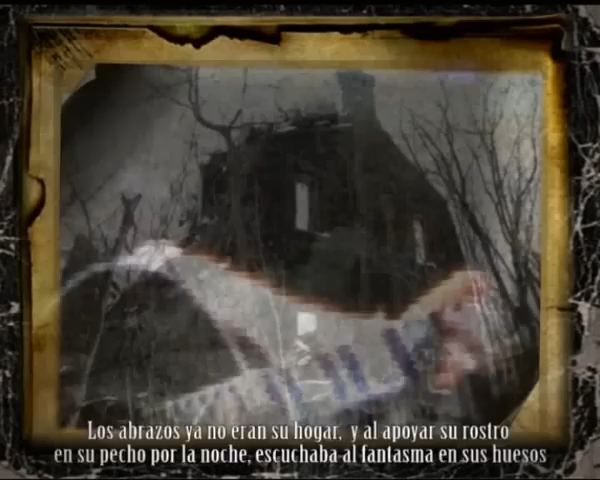 Los abrazos ya no eran su hogar, y al apoyar su rostro
en su pecho por la noche, escuchaba al fantasma en sus huesos